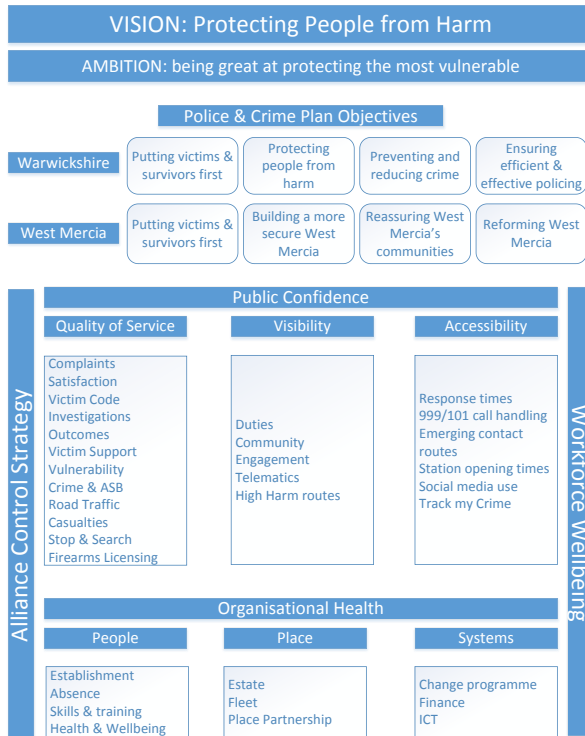 VISION: Protecting People from Harm
AMBITION: being great at protecting the most vulnerable
Police & Crime Plan Objectives
Warwickshire
Putting victims &
survivors first
Protecting
people from
harm
Preventing and
reducing crime
Ensuring
efficient &
effective policing
West Mercia
Putting victims &
survivors first
Building a more
secure West
Mercia
Reassuring West
Mercia's
communities
Reforming West
Mercia
Alliance Control Strategy
Public Confidence
Quality of Service
Complaints
Satisfaction
Victim Code
Investigations
Outcomes
Victim Support
Vulnerability
Crime & ASB
Road Traffic
Casualties
Stop & Search
Firearms Licensing
Visibility
Duties
Community
Engagement
Telematics
High Harm routes
Accessibility
Response times
999/101 call handling
Emerging contact
routes
Station opening times
Social media use
Track my Crime
Workforce Wellbeing
Organisational Health
People
Establishment
Absence
Skills & training
Health & Wellbeing
Place
Estate
Fleet
Place Partnership
Systems
Change programme
Finance
ICT